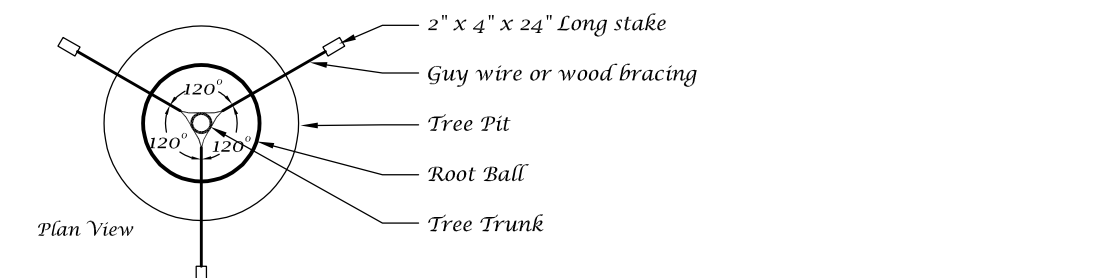 2" x 4" x 24" Long stake
Guy wire or wood bracing
120°
Tree Pit
120°
120°
Root Ball
Tree Trunk
Plan View